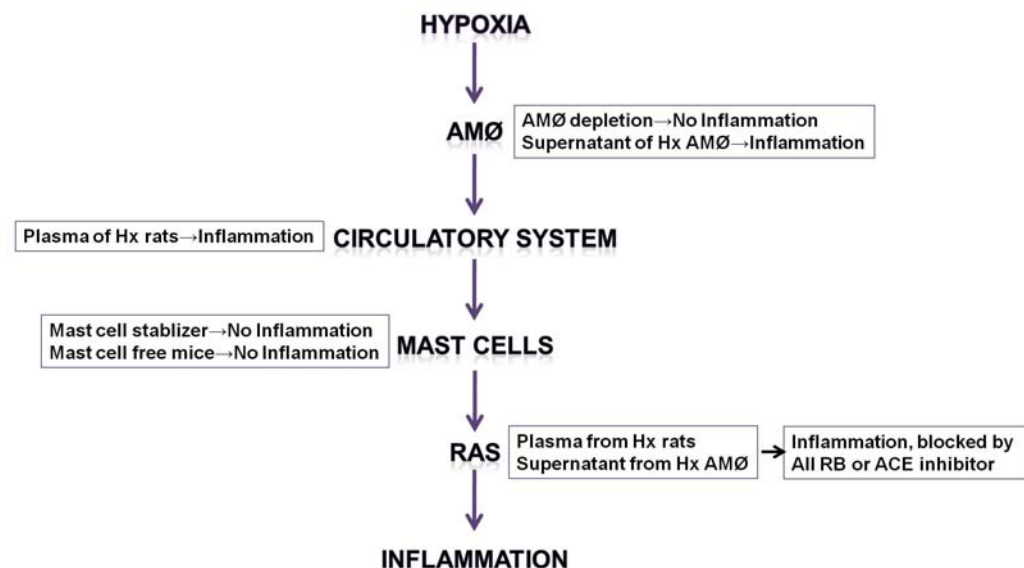 HYPOXIA
AMØ
AMØ depletion→No Inflammation
Supernatant of Hx AMØ→Inflammation
Plasma of Hx rats→Inflammation
CIRCULATORY SYSTEM
Mast cell stablizer→No Inflammation
Mast cell free mice→No Inflammation
MAST CELLS
RAS
Plasma from Hx rats
Supernatant from Hx AMØ
Inflammation, blocked by
AII RB or ACE inhibitor
INFLAMMATION